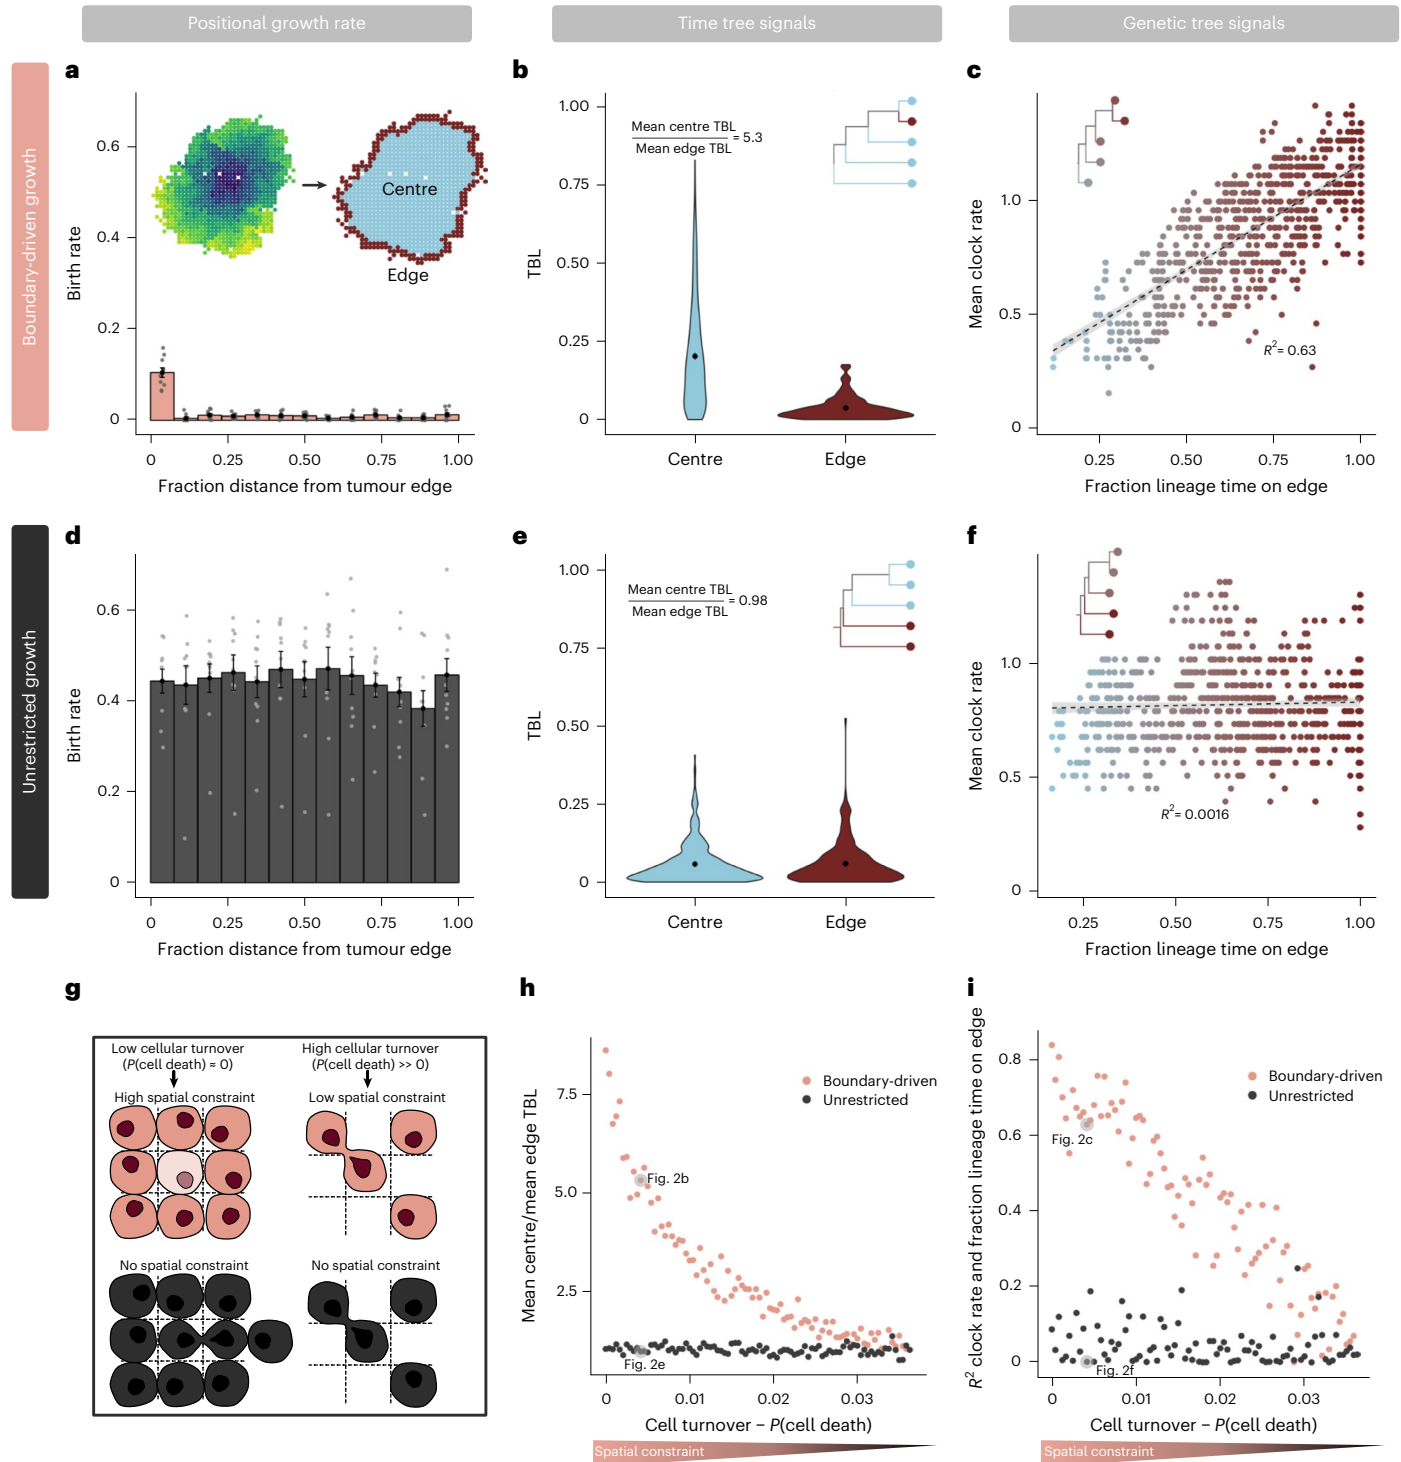 Positional growth rate
Time tree signals
Genetic tree signals
Boundary-driven growth
a
Birth rate
0.6
0.4
0.2
0
Centre
Edge
0
0.25
0.50
0.75
1.00
Fraction distance from tumour edge
b
TBL
1.00
0.75
0.50
0.25
0
Mean centre TBL
Mean edge TBL
= 5.3
Centre
Edge
c
Mean clock rate
1.0
0.5
0
R2= 0.63
0.25
0.50
0.75
1.00
Fraction lineage time on edge
Unrestricted growth
d
Birth rate
0.6
0.4
0.2
0
0
0.25
0.50
0.75
1.00
Fraction distance from tumour edge
e
TBL
1.00
0.75
0.50
0.25
0
Mean centre TBL
Mean edge TBL
= 0.98
Centre
Edge
f
Mean clock rate
1.0
0.5
0
R2= 0.0016
0.25
0.50
0.75
1.00
Fraction lineage time on edge
g
Low cellular turnover
(P(cell death) ≈ 0)
High spatial constraint
High cellular turnover
(P(cell death) >> 0)
Low spatial constraint
No spatial constraint
No spatial constraint
h
Mean centre/mean edge TBL
7.5
5.0
2.5
Boundary-driven
Unrestricted
Fig. 2b
Fig. 2e
0
0.01
0.02
0.03
Cell turnover – P(cell death)
Spatial constraint
i
R2 clock rate and fraction lineage time on edge
0.8
0.6
0.4
0.2
0
Boundary-driven
Unrestricted
Fig. 2c
Fig. 2f
0
0.01
0.02
0.03
Cell turnover – P(cell death)
Spatial constraint